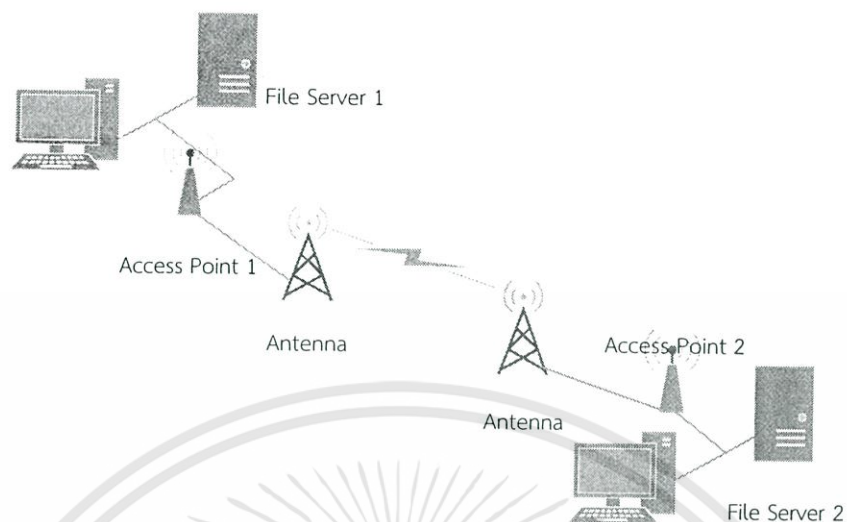 File Server 1
Access Point 1
Antenna
Access Point 2
Antenna
File Server 2